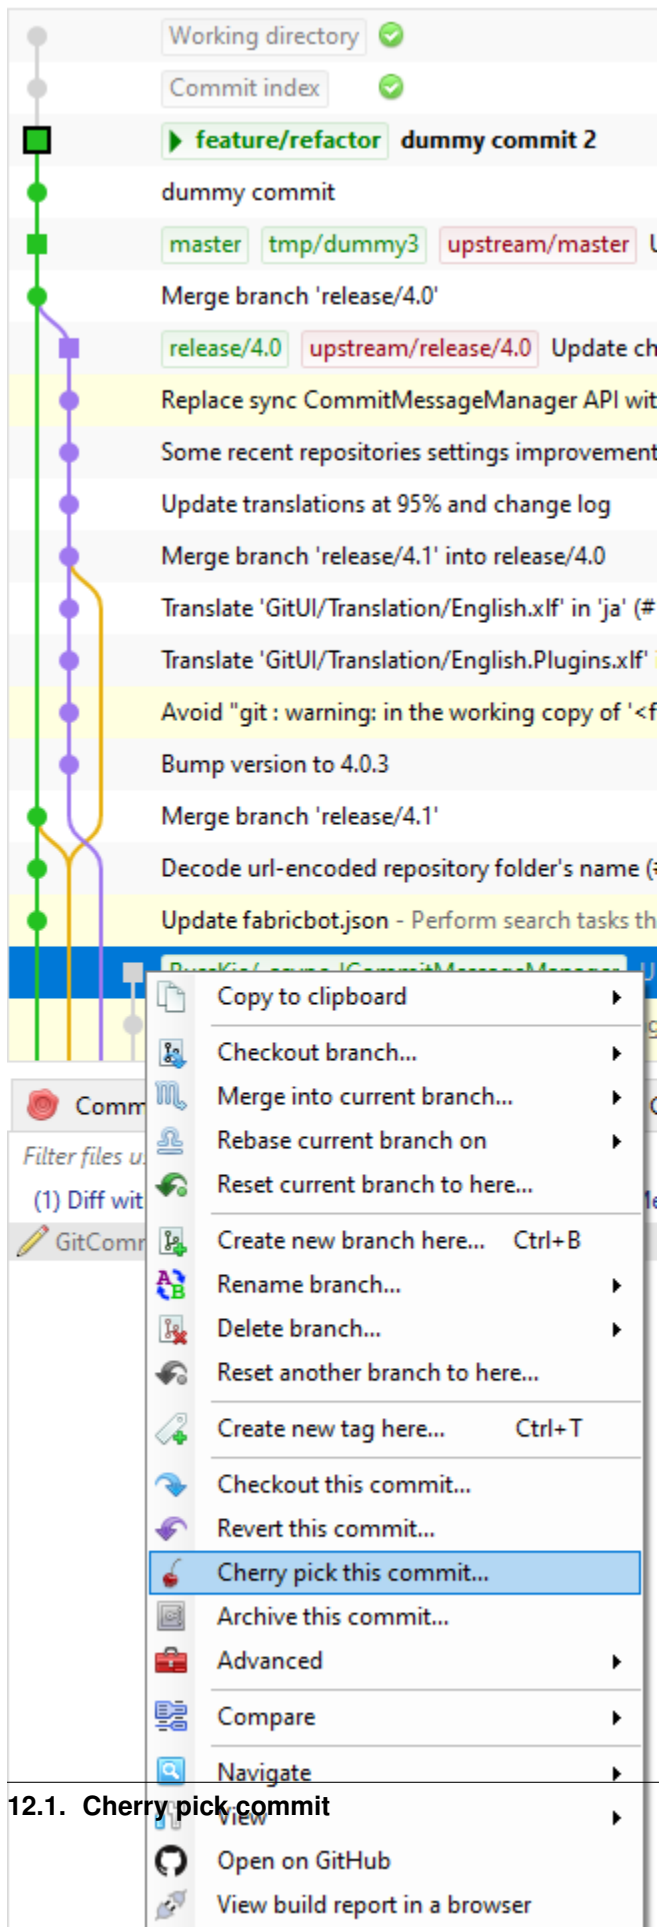 Working directory
Commit index
feature/refactor dummy commit 2
dummy commit
master tmp/dummy3 upstream/master U
Merge branch 'release/4.0'
release/4.0 upstream/release/4.0 Update ch
Replace sync CommitMessageManager API wit
Some recent repositories settings improvement
Update translations at 95% and change log
Merge branch 'release/4.1' into release/4.0
Translate 'GitUI/Translation/English.xlf' in 'ja' (#
Translate 'GitUI/Translation/English.Plugins.xlf'
Avoid "git : warning: in the working copy of '<f
Bump version to 4.0.3
Merge branch 'release/4.1'
Decode url-encoded repository folder's name (#
Update fabricbot.json - Perform search tasks th
Copy to clipboard
Checkout branch...
Merge into current branch...
Rebase current branch on
Reset current branch to here...
Create new branch here... Ctrl+B
Rename branch...
Delete branch...
Reset another branch to here...
Create new tag here... Ctrl+T
Checkout this commit...
Revert this commit...
Cherry pick this commit...
Archive this commit...
Advanced
Compare
Navigate
View
Open on GitHub
View build report in a browser
Comm
Filter files u
(1) Diff wit
GitComm
12.1. Cherry pick commit